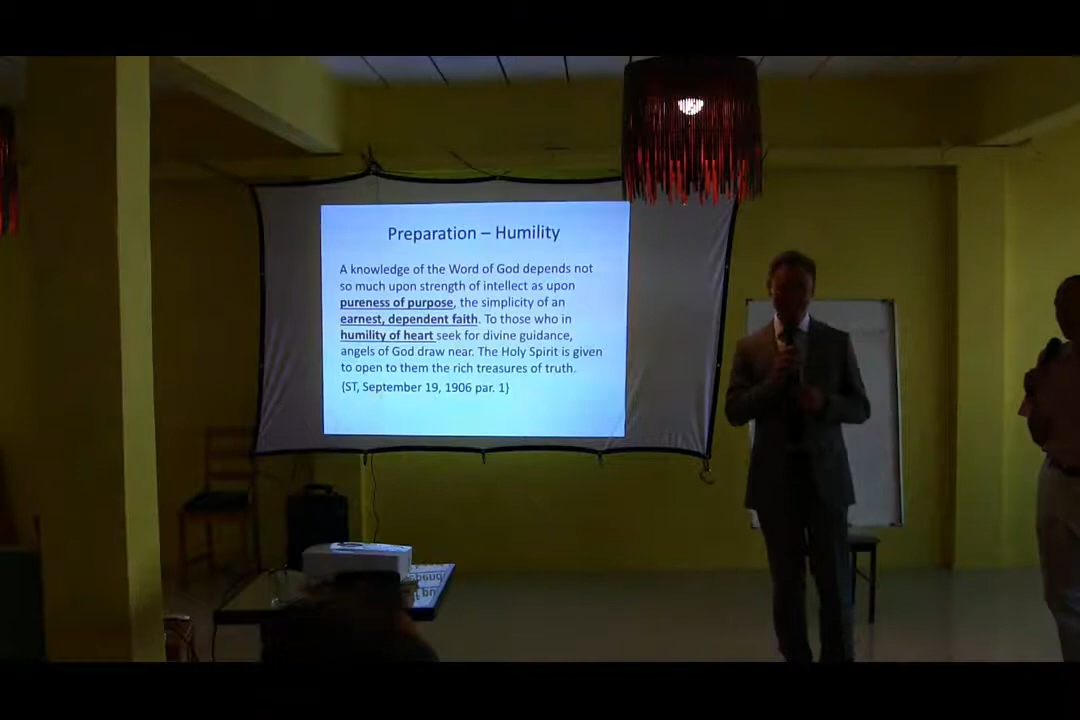 Preparation – Humility
A knowledge of the Word of God depends not
so much upon strength of intellect as upon
pureness of purpose, the simplicity of an
earnest, dependent faith. To those who in
humility of heart seek for divine guidance,
angels of God draw near. The Holy Spirit is given
to open to them the rich treasures of truth.
{ST, September 19, 1906 par. 1}